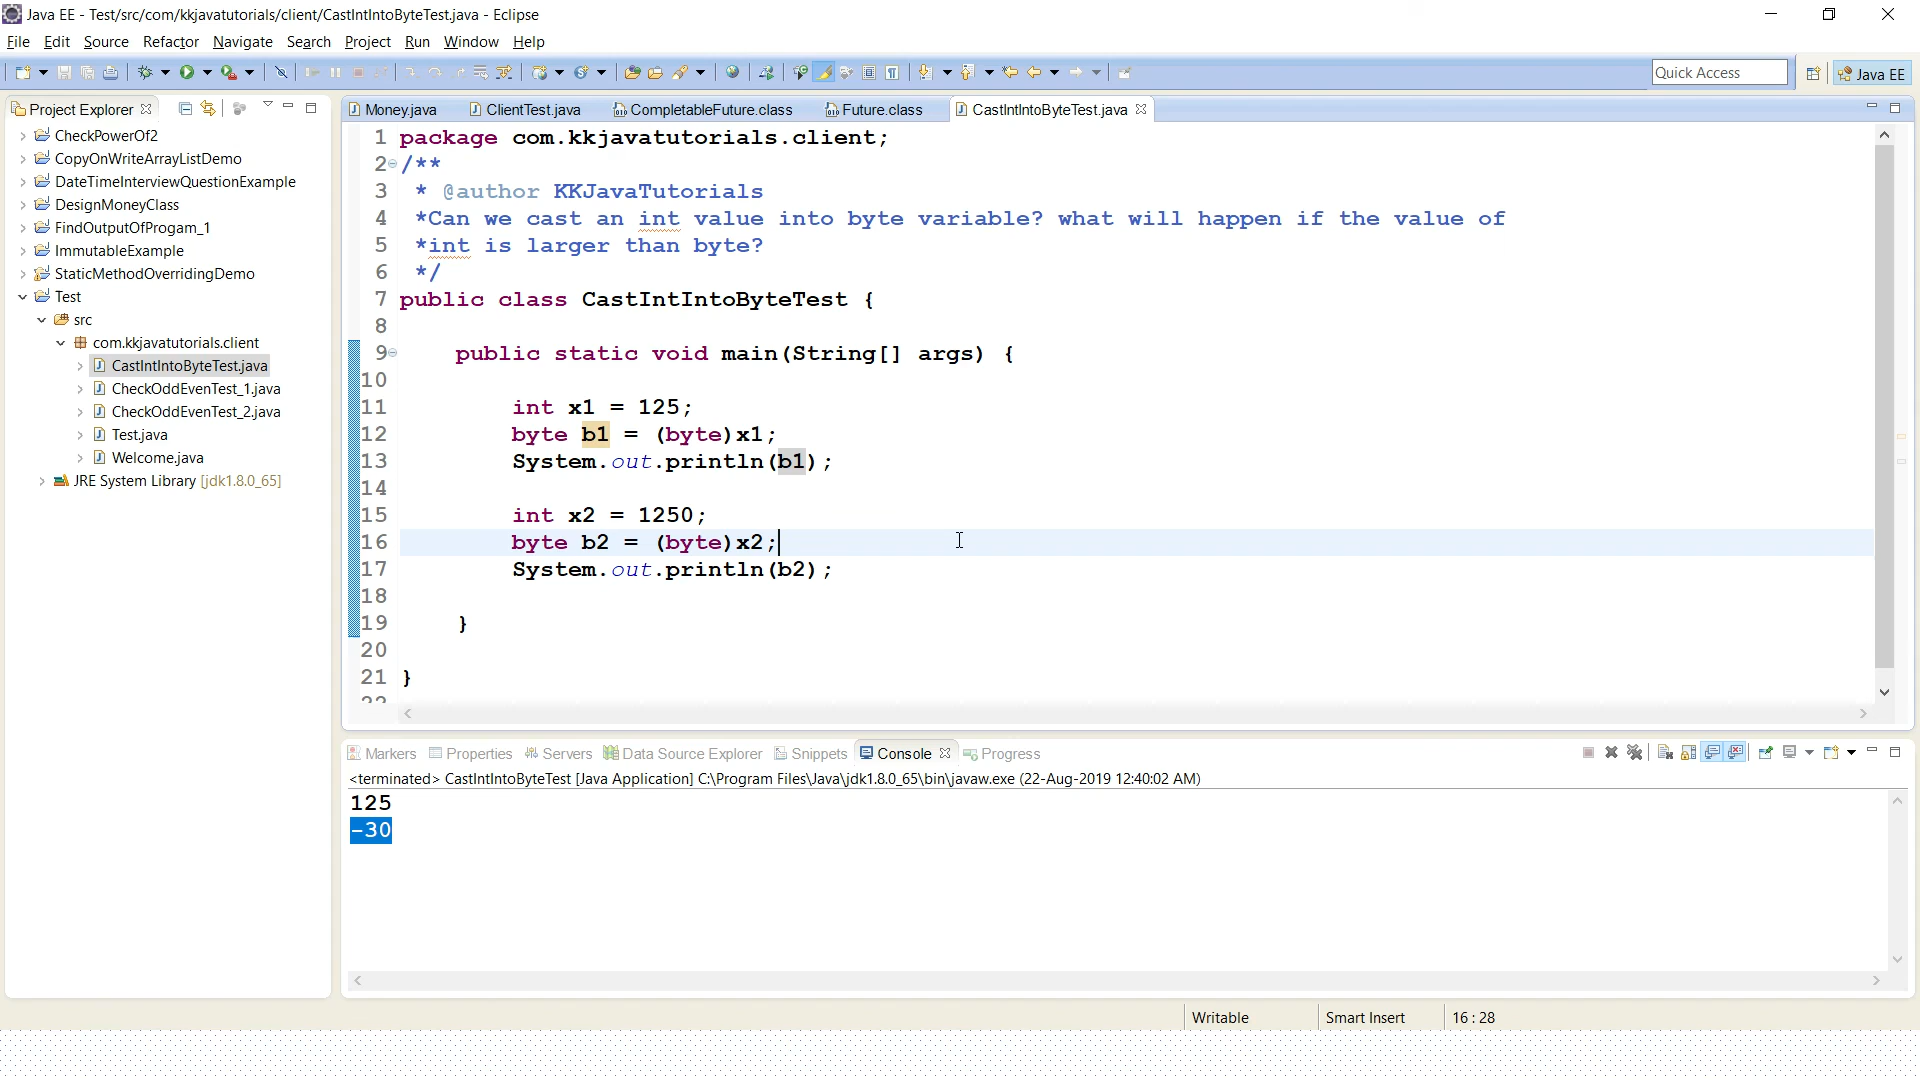 Java EE - Test/src/com/kkjavatutorials/client/CastIntIntoByteTest.java - Eclipse
File Edit Source Refactor Navigate Search Project Run Window Help
Quick Access
Java EE
Project Explorer
CheckPowerOf2
CopyOnWriteArrayListDemo
DateTimeInterviewQuestionExample
DesignMoneyClass
FindOutputOfProgam_1
ImmutableExample
StaticMethodOverridingDemo
Test
src
com.kkjavatutorials.client
CastIntIntoByteTest.java
CheckOddEvenTest_1.java
CheckOddEvenTest_2.java
Test.java
Welcome.java
JRE System Library [jdk1.8.0_65]
Money.java ClientTest.java CompletableFuture.class Future.class CastIntIntoByteTest.java
1 package com.kkjavatutorials.client;
2 /**
3 * @author KKJavaTutorials
4 *Can we cast an int value into byte variable? what will happen if the value of
5 *int is larger than byte?
6 */
7 public class CastIntIntoByteTest {
8
9 public static void main(String[] args) {
10
11 int x1 = 125;
12 byte b1 = (byte)x1;
13 System.out.println(b1);
14
15 int x2 = 1250;
16 byte b2 = (byte)x2;
17 System.out.println(b2);
18
19 }
20
21 }
22
Markers Properties Servers Data Source Explorer Snippets Console Progress
<terminated> CastIntIntoByteTest [Java Application] C:\Program Files\Java\jdk1.8.0_65\bin\javaw.exe (22-Aug-2019 12:40:02 AM)
125
-30
Writable Smart Insert 16 : 28